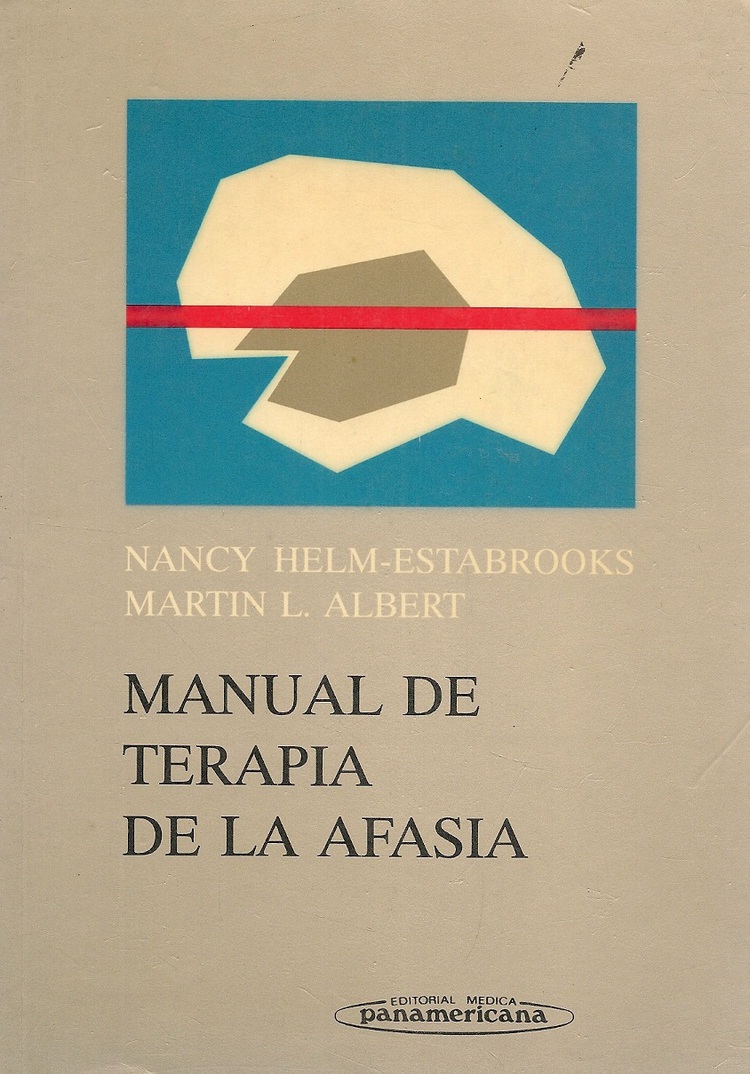 NANCY HELM-ESTABROOKS
MARTIN L. ALBERT
MANUAL DE
TERAPIA
DE LA AFASIA
EDITORIAL MEDICA
panamericana